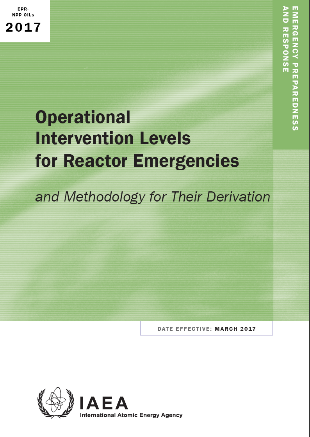 EPR
NPP OILs
2017
EMERGENCY PREPAREDNESS
AND RESPONSE
Operational
Intervention Levels
for Reactor Emergencies
and Methodology for Their Derivation
DATE EFFECTIVE: MARCH 2017
IAEA
International Atomic Energy Agency